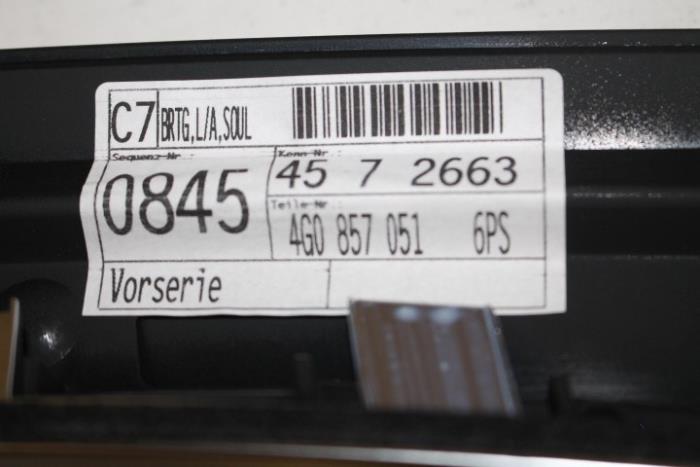 C7 BRTG,L/A,SOUL
Sequenz-Nr.:
0845
Kenn-Nr.:
45 7 2663
Teile-Nr.:
4G0 857 051 6PS
Vorserie